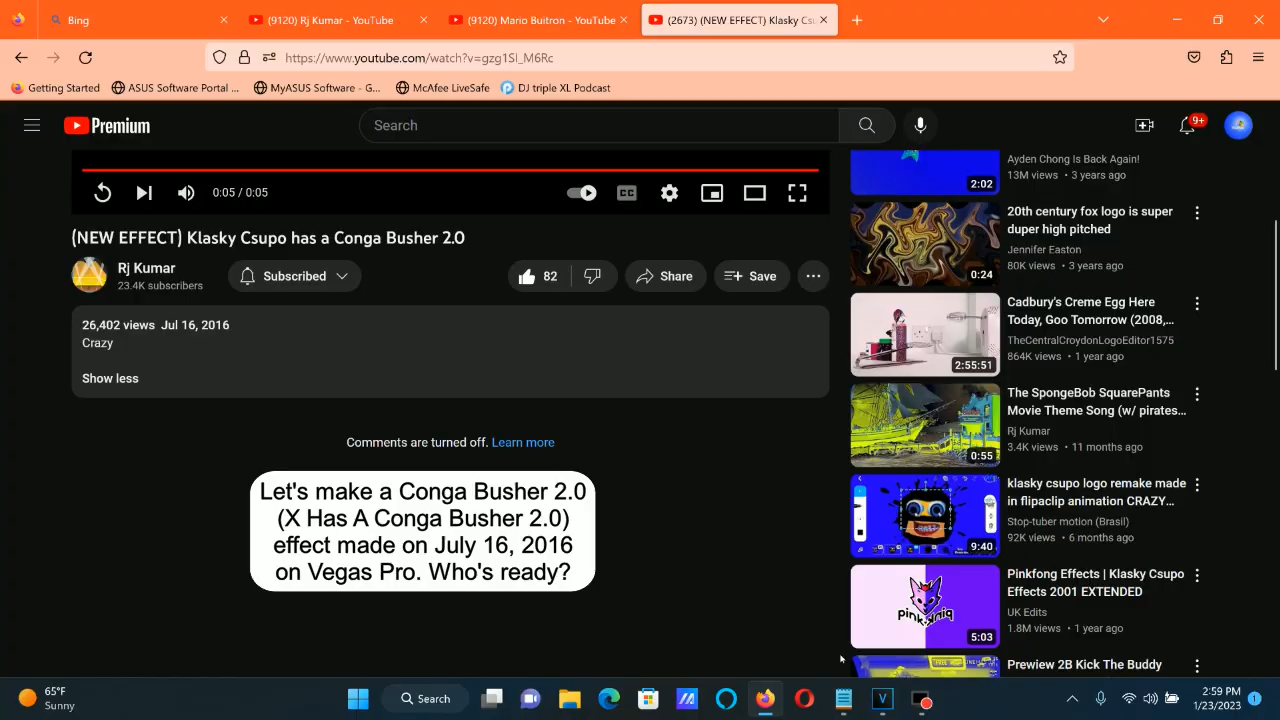 Bing
(9120) Rj Kumar - YouTube
(9120) Mario Buitron - YouTube
(2673) (NEW EFFECT) Klasky Csu
https://www.youtube.com/watch?v=gzg1Sl_M6Rc
Getting Started
ASUS Software Portal ...
MyASUS Software - G...
McAfee LiveSafe
DJ triple XL Podcast
Premium
Search
9+
0:05 / 0:05
CC
(NEW EFFECT) Klasky Csupo has a Conga Busher 2.0
Rj Kumar
23.4K subscribers
Subscribed
82
Share
Save
26,402 views Jul 16, 2016
Crazy
Show less
Comments are turned off. Learn more
Let's make a Conga Busher 2.0
(X Has A Conga Busher 2.0)
effect made on July 16, 2016
on Vegas Pro. Who's ready?
Ayden Chong Is Back Again!
13M views • 3 years ago
2:02
20th century fox logo is super
duper high pitched
Jennifer Easton
80K views • 3 years ago
0:24
Cadbury's Creme Egg Here
Today, Goo Tomorrow (2008,...
TheCentralCroydonLogoEditor1575
864K views • 1 year ago
2:55:51
The SpongeBob SquarePants
Movie Theme Song (w/ pirates...
Rj Kumar
3.4K views • 11 months ago
0:55
klasky csupo logo remake made
in flipaclip animation CRAZY...
Stop-tuber motion (Brasil)
92K views • 6 months ago
9:40
Pinkfong Effects | Klasky Csupo
Effects 2001 EXTENDED
UK Edits
1.8M views • 1 year ago
5:03
Prewiew 2B Kick The Buddy
65°F
Sunny
Search
V
2:59 PM
1/23/2023
1